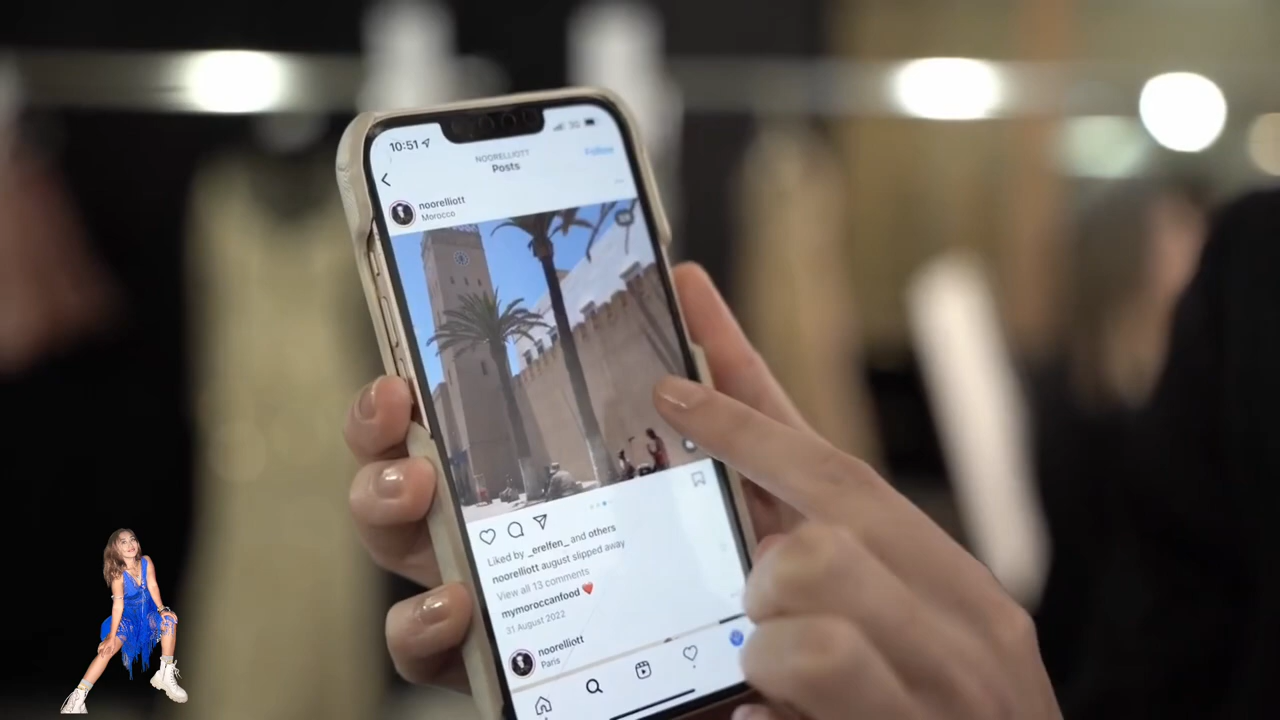 10:51
3G
NOORELLIOTT
Posts
Follow
noorelliott
Morocco
Liked by _erelfen_ and others
noorelliott august slipped away
View all 13 comments
mymoroccanfood ❤️
31 August 2022
noorelliott
Paris